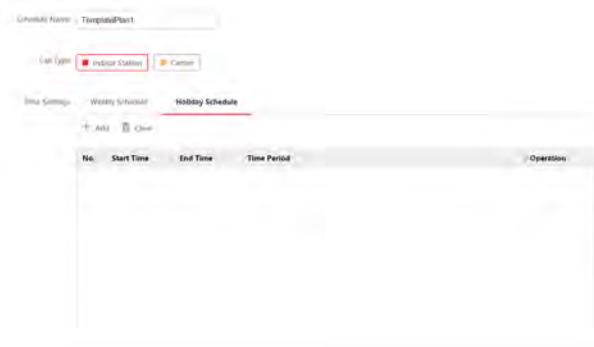 Schedule Name TemplatePlan1
Call Type Indoor Station Center
Time Settings Weekly Schedule Holiday Schedule
+ Add Clear
No. Start Time End Time Time Period Operation